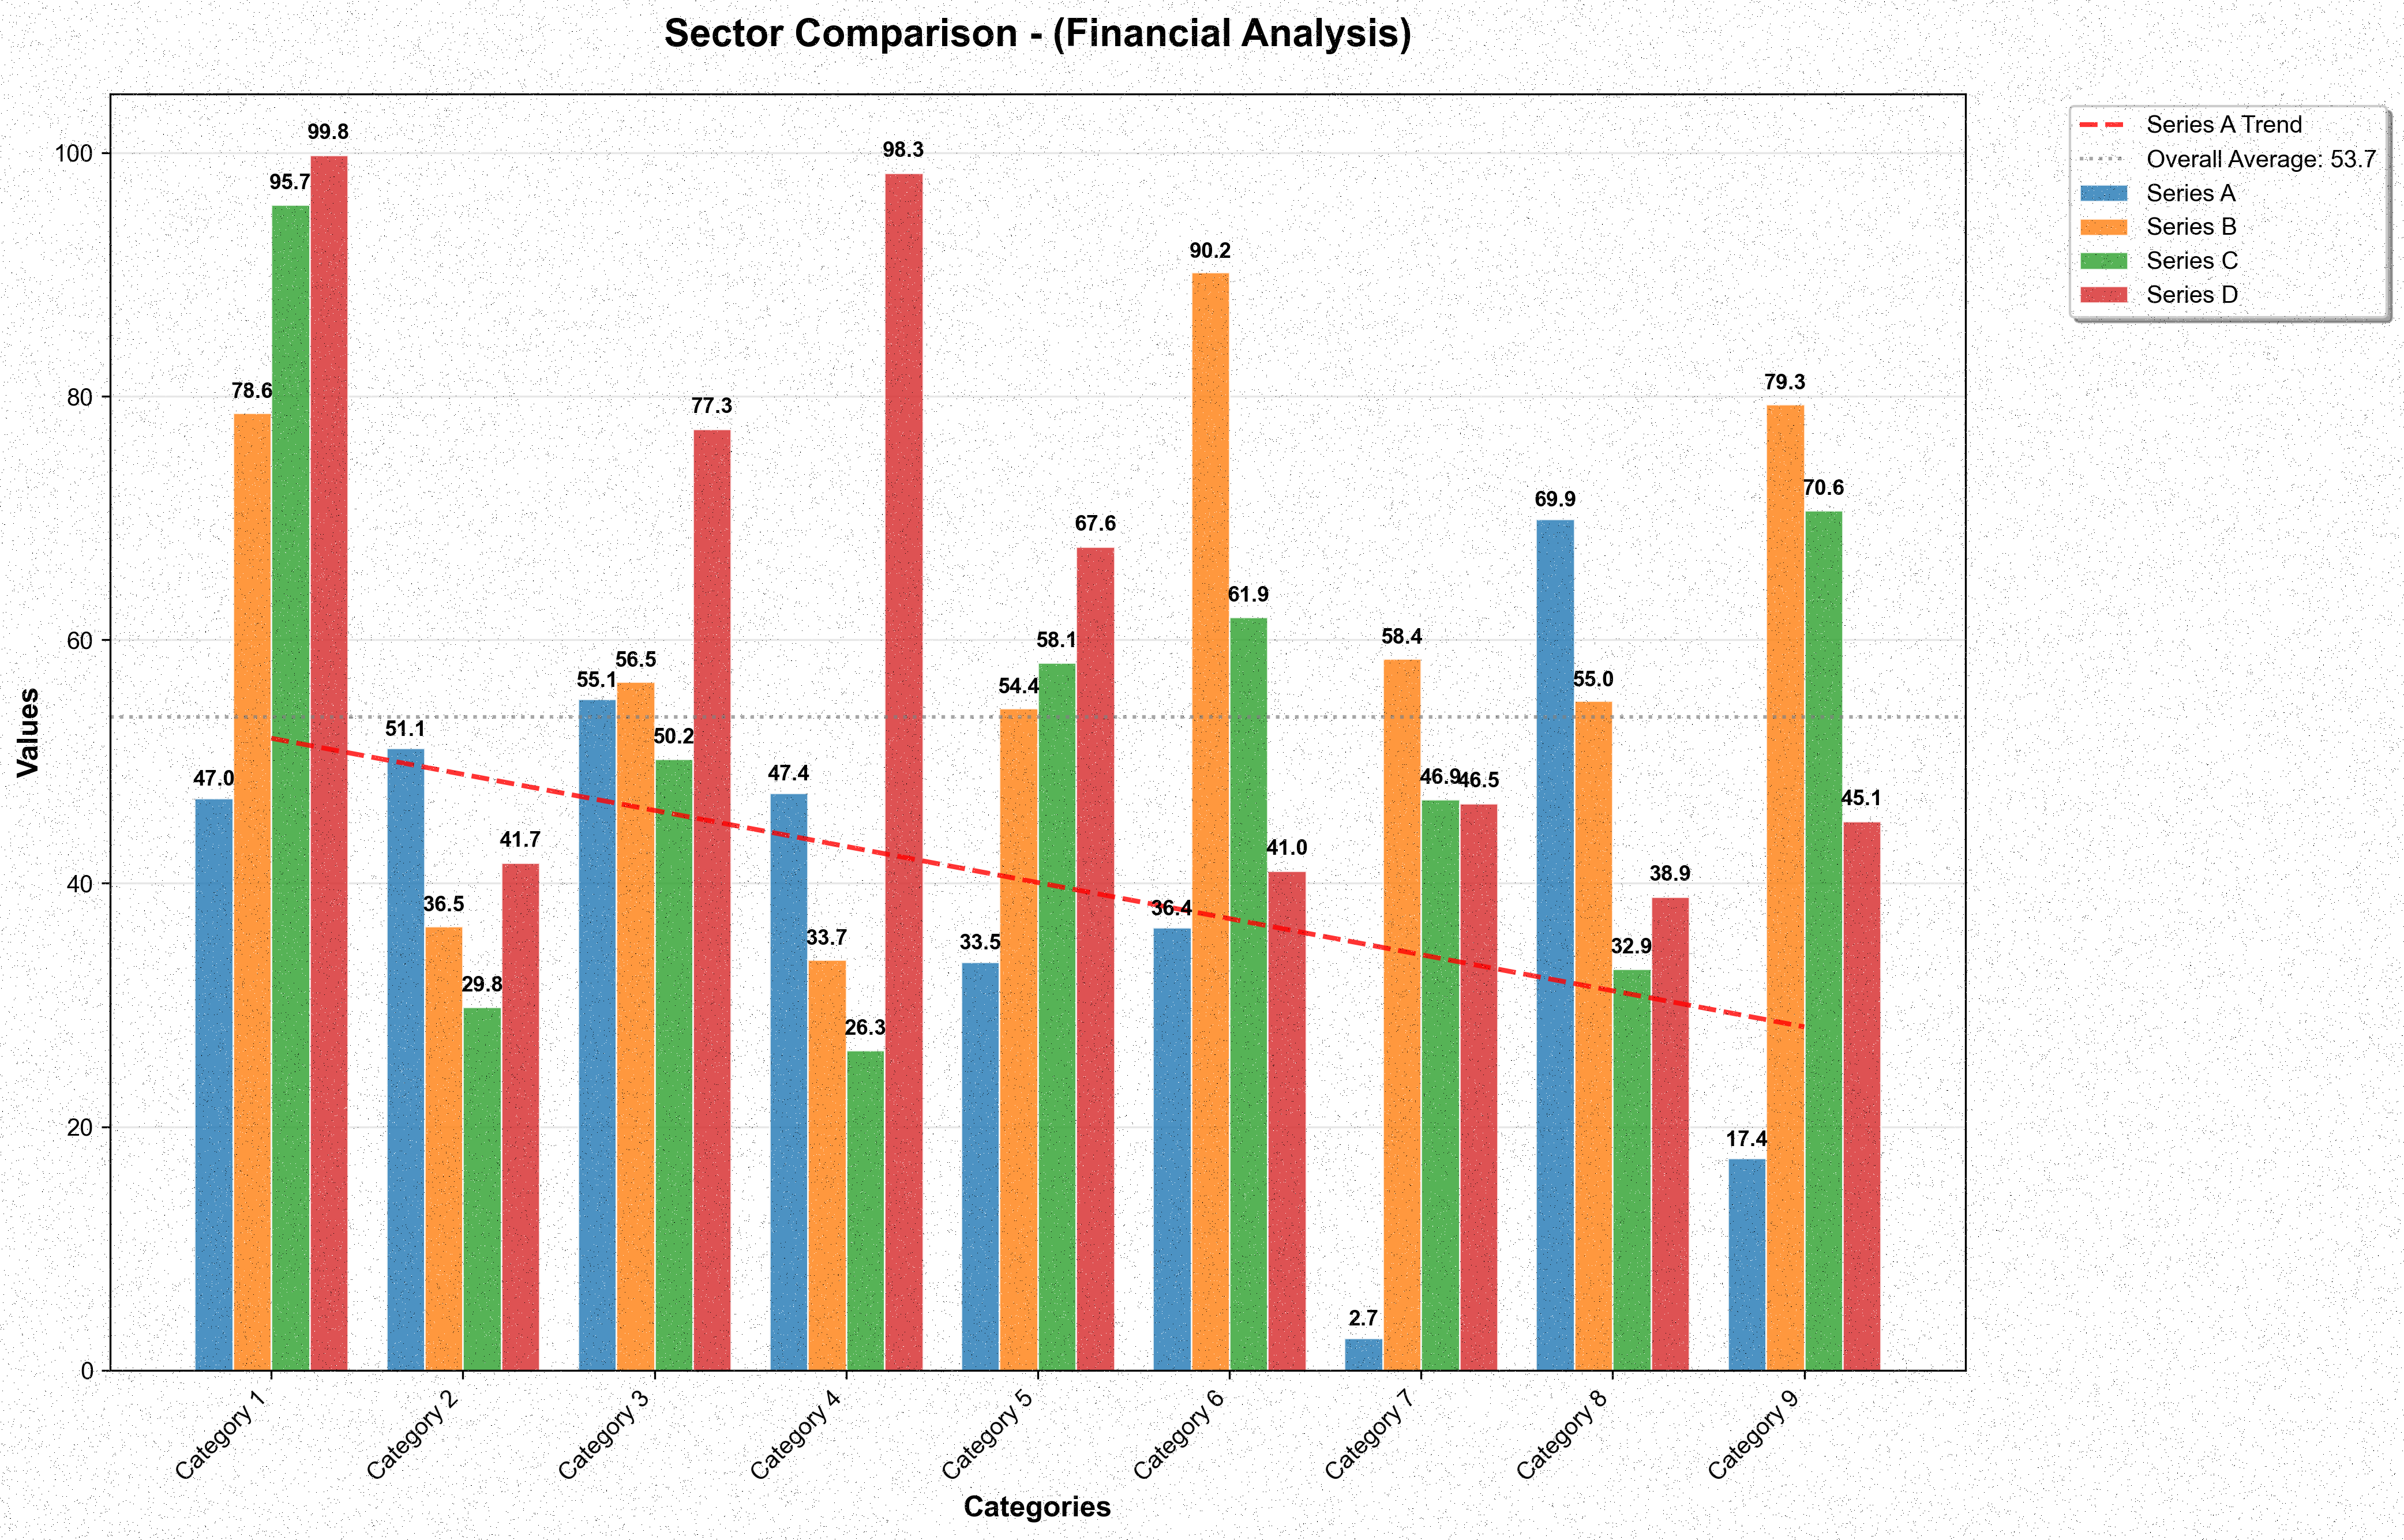 Sector Comparison - (Financial Analysis)
Series A Trend
Overall Average: 53.7
Series A
Series B
Series C
Series D
Values
100
80
60
40
20
0
47.0
78.6
95.7
99.8
51.1
36.5
29.8
41.7
55.1
56.5
50.2
77.3
47.4
33.7
26.3
98.3
33.5
54.4
58.1
67.6
36.4
90.2
61.9
41.0
2.7
58.4
46.9
46.5
69.9
55.0
32.9
38.9
17.4
79.3
70.6
45.1
Category 1
Category 2
Category 3
Category 4
Category 5
Category 6
Category 7
Category 8
Category 9
Categories